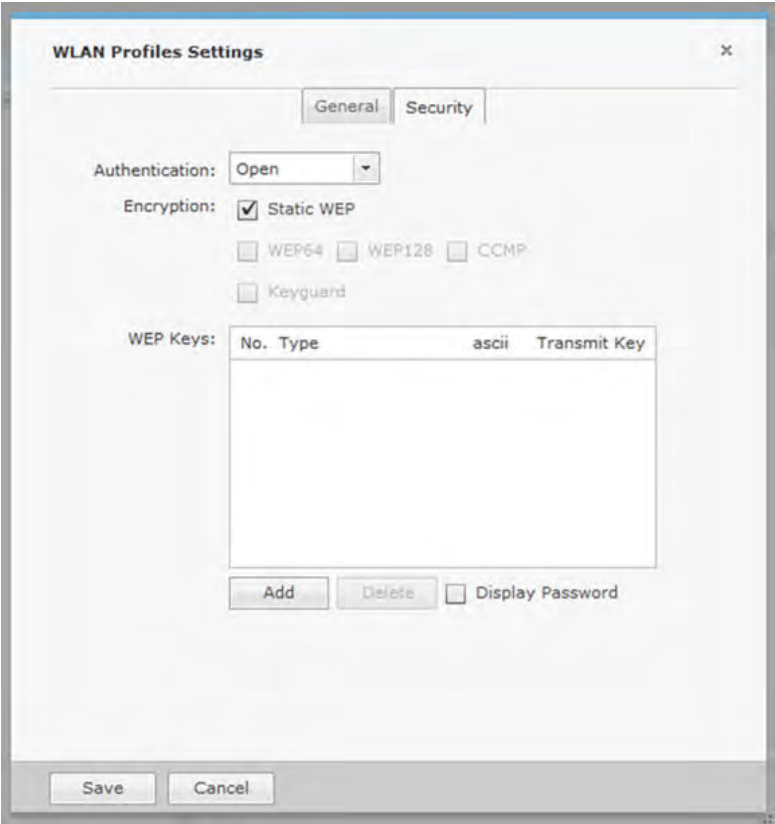 WLAN Profiles Settings
General Security
Authentication: Open
Encryption: Static WEP
WEP64 WEP128 CCMP
Keyguard
WEP Keys: No. Type ascii Transmit Key
Add Delete Display Password
Save Cancel